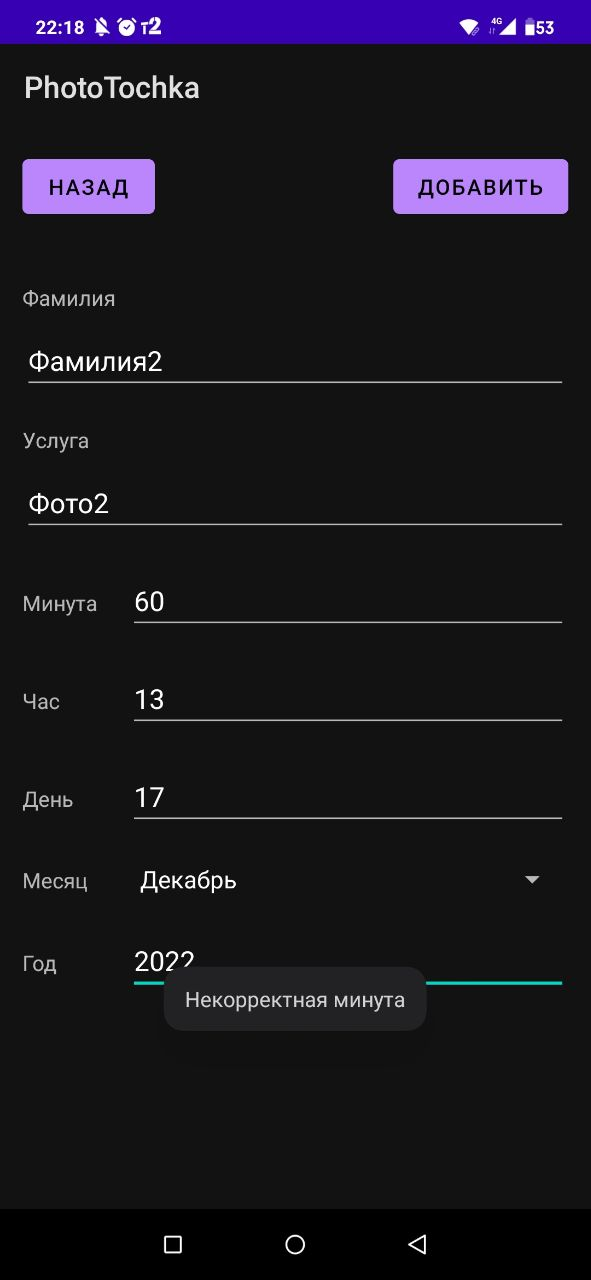 22:18 т2 4G 53
PhotoTochka
НАЗАД
ДОБАВИТЬ
Фамилия
Фамилия2
Услуга
Фото2
Минута 60
Час 13
День 17
Месяц Декабрь
Год 2022
Некорректная минута